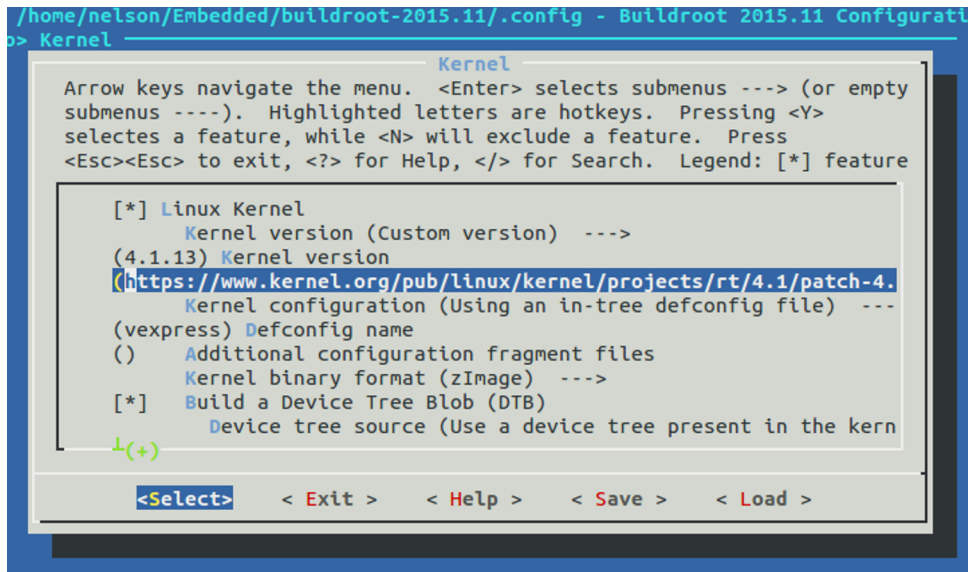 /home/nelson/Embedded/buildroot-2015.11/.config - Buildroot 2015.11 Configurati
> Kernel
Kernel
Arrow keys navigate the menu.  <Enter> selects submenus ---> (or empty
submenus ----).  Highlighted letters are hotkeys.  Pressing <Y>
selectes a feature, while <N> will exclude a feature.  Press
<Esc><Esc> to exit, <?> for Help, </> for Search.  Legend: [*] feature
[*] Linux Kernel
Kernel version (Custom version)  --->
(4.1.13) Kernel version
(https://www.kernel.org/pub/linux/kernel/projects/rt/4.1/patch-4.
Kernel configuration (Using an in-tree defconfig file)  ---
(vexpress) Defconfig name
()    Additional configuration fragment files
Kernel binary format (zImage)  --->
[*]   Build a Device Tree Blob (DTB)
Device tree source (Use a device tree present in the kern
┴(+)
<Select>    < Exit >    < Help >    < Save >    < Load >